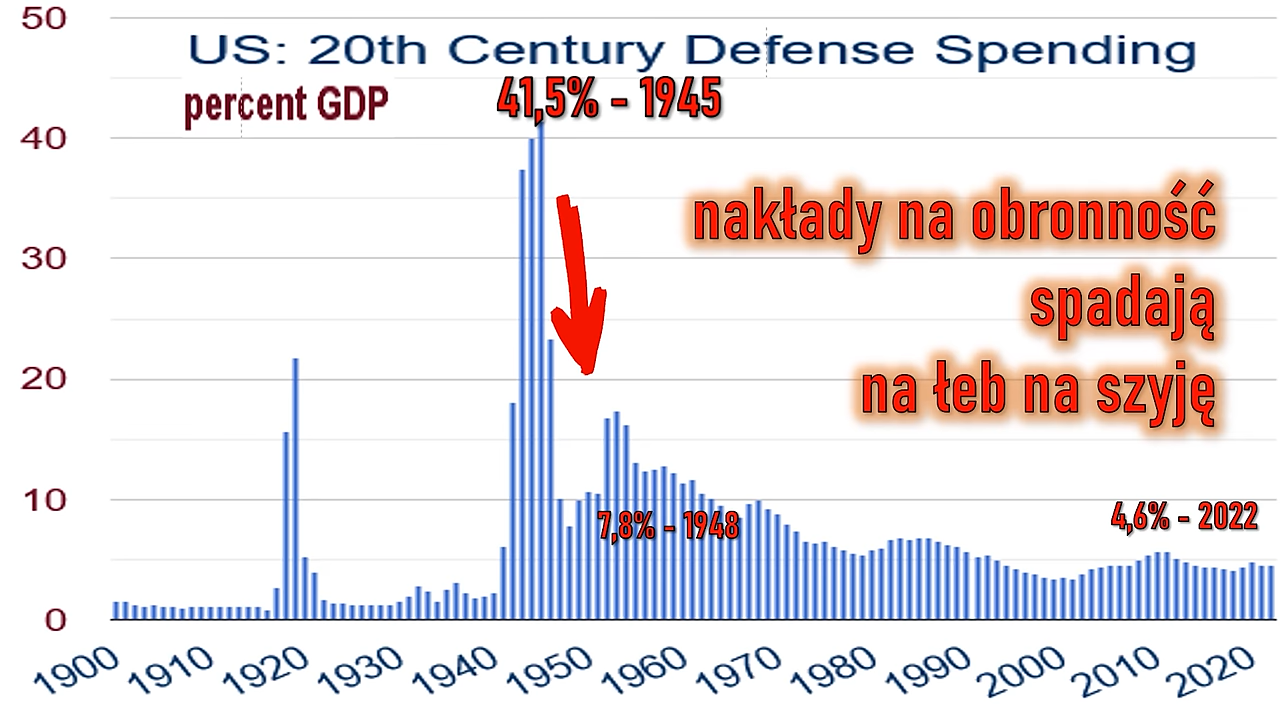 50
US: 20th Century Defense Spending
percent GDP
41,5% - 1945
40
nakłady na obronność
30
spadają
20
na łeb na szyję
10
7,8% - 1948
4,6% - 2022
0
1900 1910 1920 1930 1940 1950 1960 1970 1980 1990 2000 2010 2020